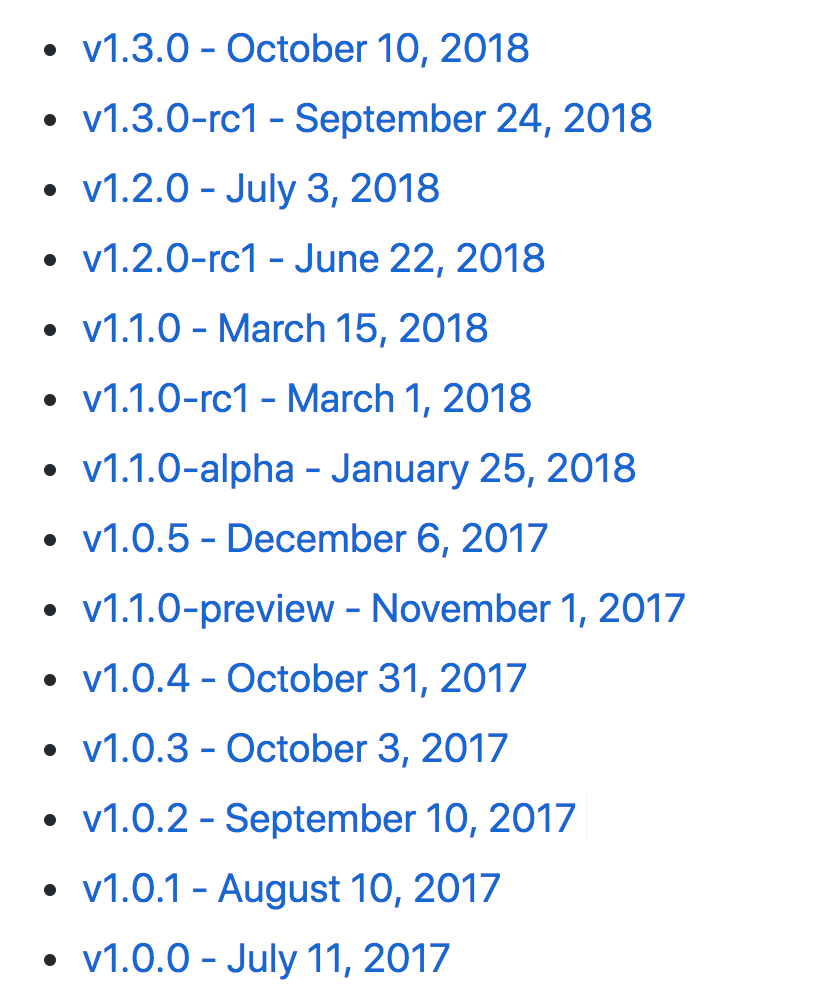 v1.3.0 - October 10, 2018
v1.3.0-rc1 - September 24, 2018
v1.2.0 - July 3, 2018
v1.2.0-rc1 - June 22, 2018
v1.1.0 - March 15, 2018
v1.1.0-rc1 - March 1, 2018
v1.1.0-alpha - January 25, 2018
v1.0.5 - December 6, 2017
v1.1.0-preview - November 1, 2017
v1.0.4 - October 31, 2017
v1.0.3 - October 3, 2017
v1.0.2 - September 10, 2017
v1.0.1 - August 10, 2017
v1.0.0 - July 11, 2017